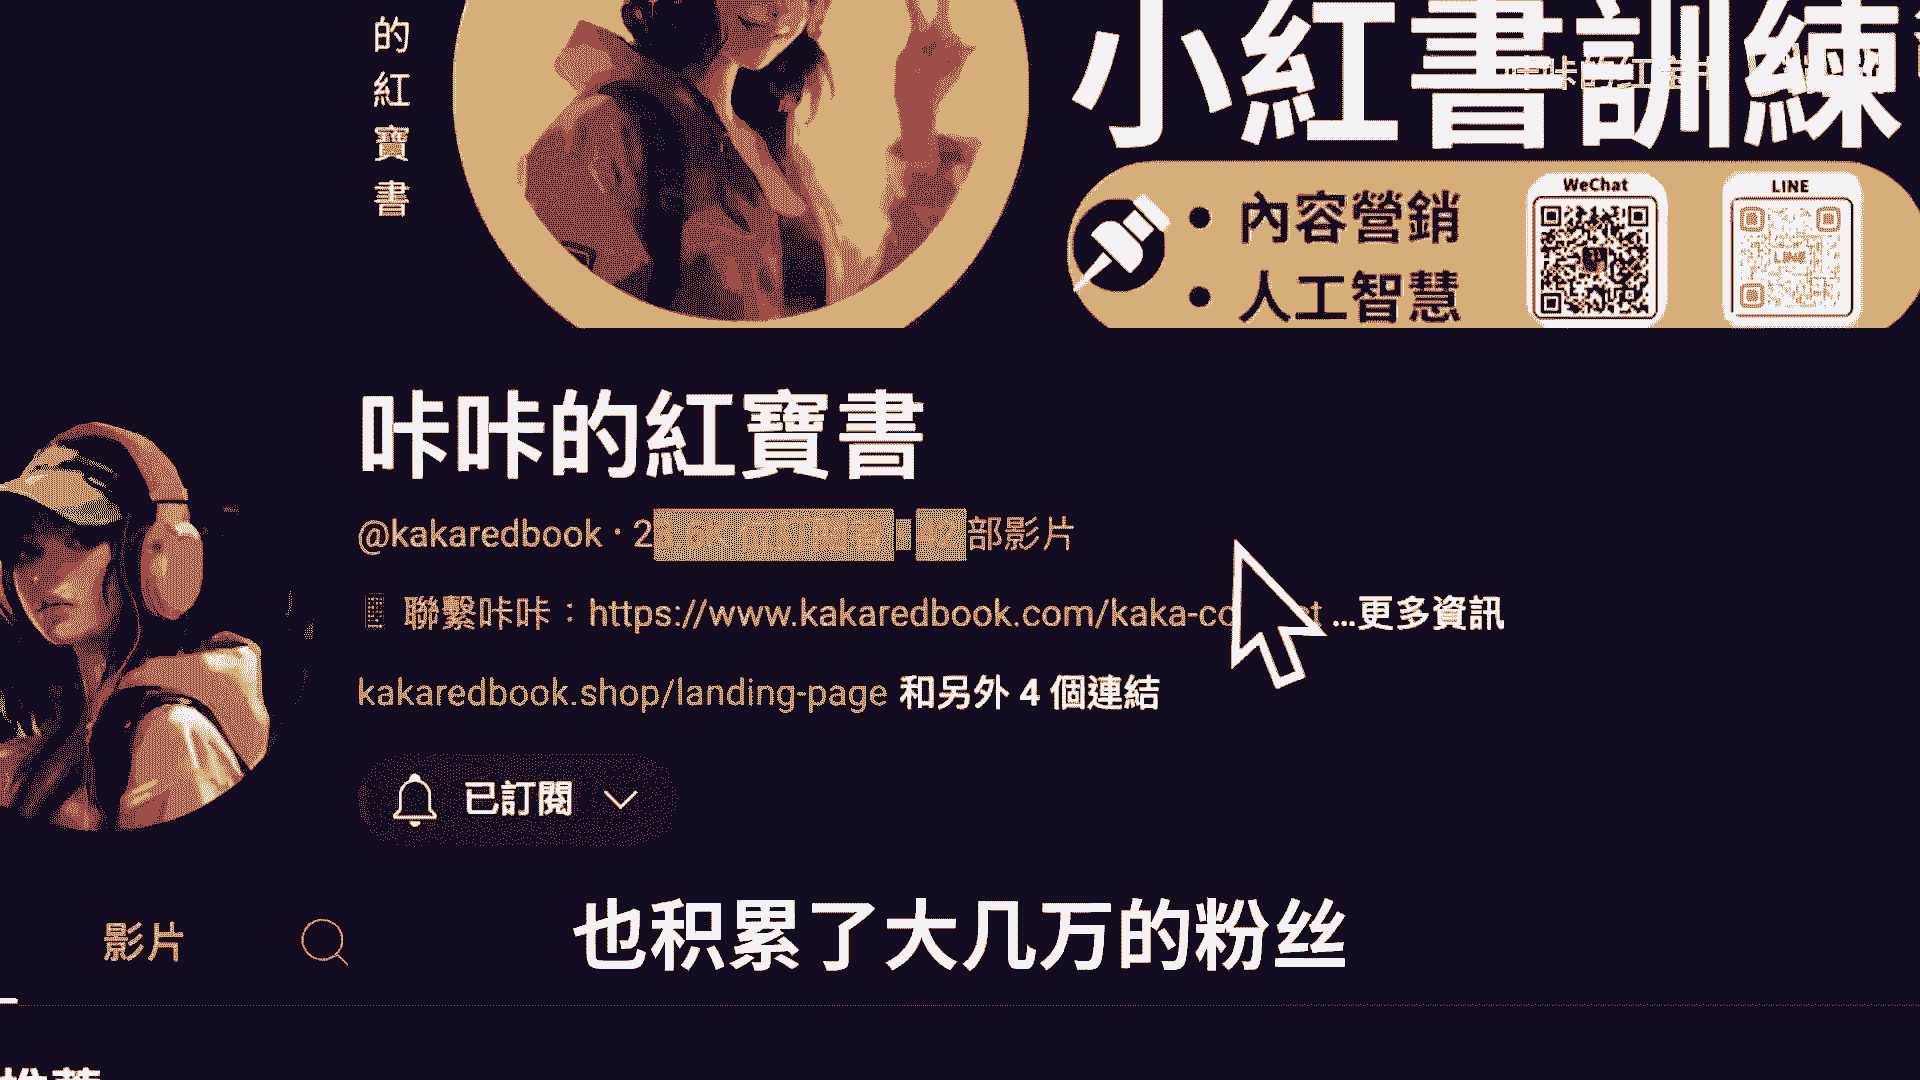 的紅寶書
小紅書訓練
WeChat
LINE
• 內容營銷
• 人工智慧
咔咔的紅寶書
@kakaredbook · 2
部影片
聯繫咔咔：https://www.kakaredbook.com/kaka-co
...更多資訊
kakaredbook.shop/landing-page 和另外 4 個連結
已訂閱
影片
也积累了大几万的粉丝